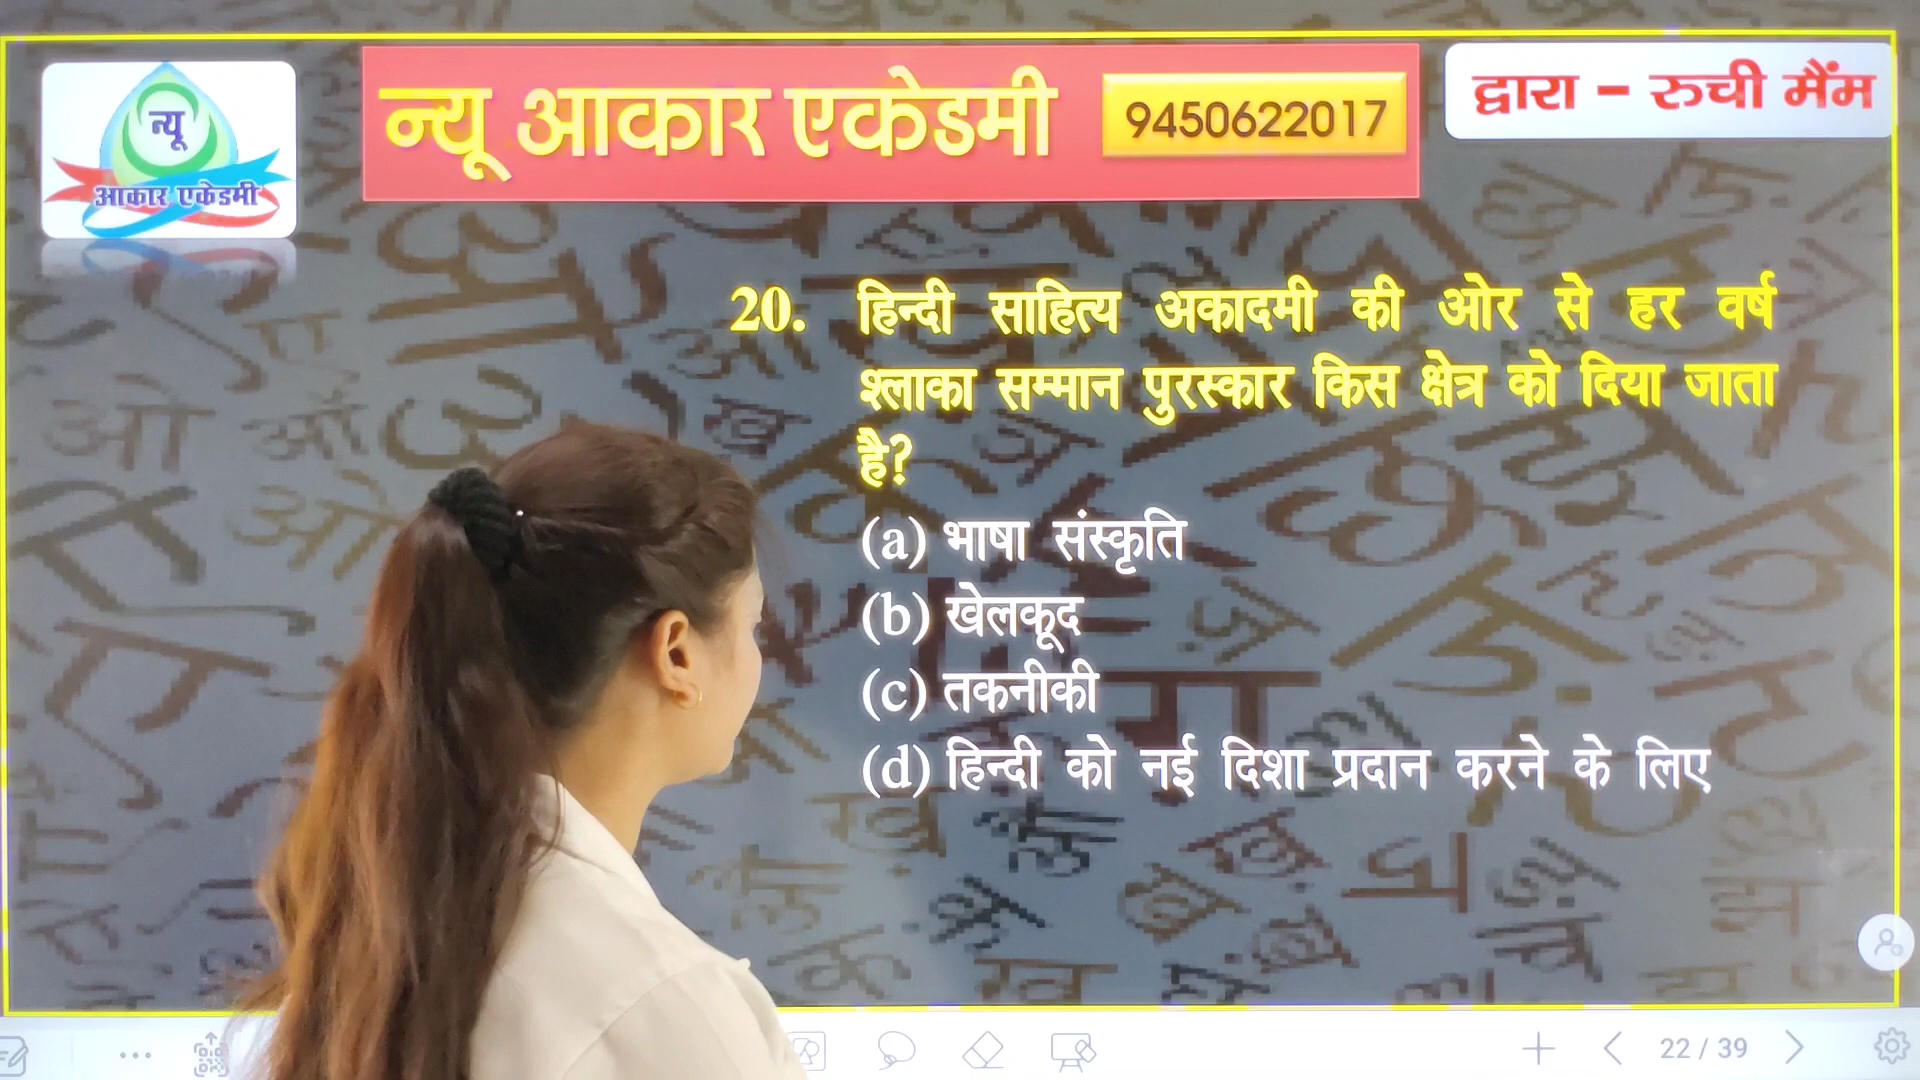 न्यू
आकार एकेडमी
न्यू आकार एकेडमी
9450622017
द्वारा – रुची मैंम
20. हिन्दी साहित्य अकादमी की ओर से हर वर्ष
श्लाका सम्मान पुरस्कार किस क्षेत्र को दिया जाता
है?
(a) भाषा संस्कृति
(b) खेलकूद
(c) तकनीकी
(d) हिन्दी को नई दिशा प्रदान करने के लिए
22 / 39